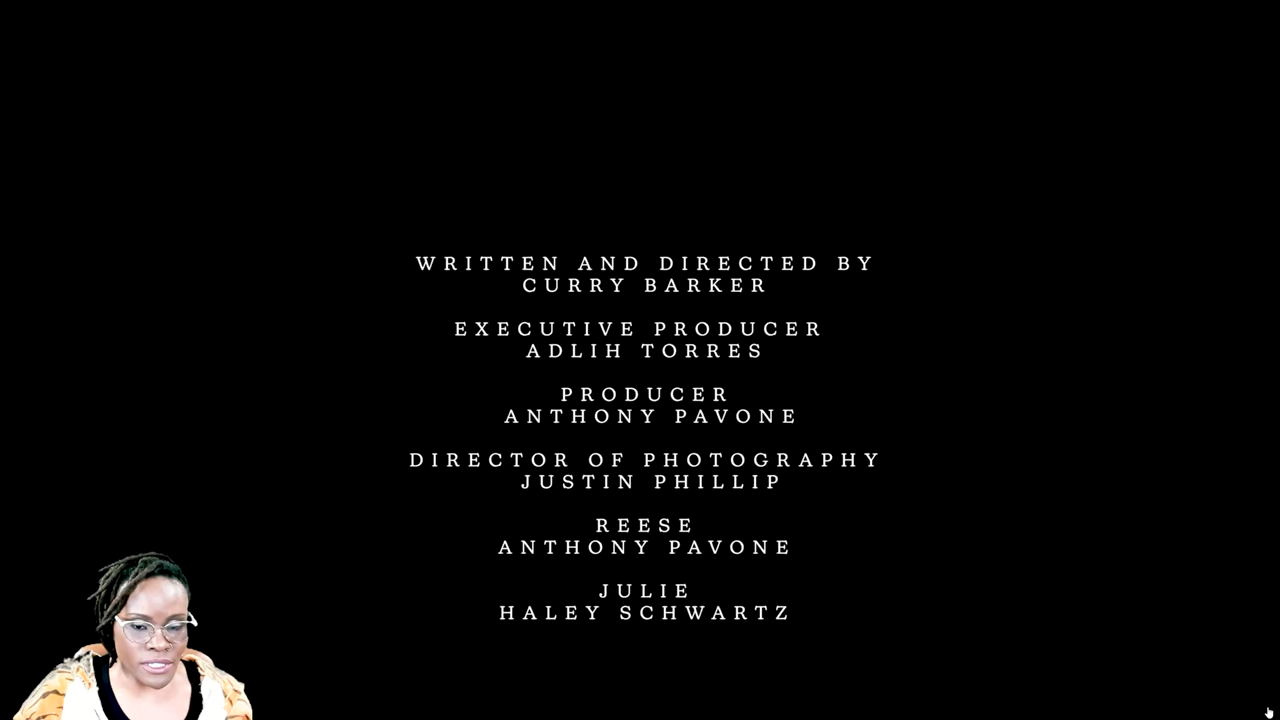 WRITTEN AND DIRECTED BY
CURRY BARKER
EXECUTIVE PRODUCER
ADLIH TORRES
PRODUCER
ANTHONY PAVONE
DIRECTOR OF PHOTOGRAPHY
JUSTIN PHILLIP
REESE
ANTHONY PAVONE
JULIE
HALEY SCHWARTZ